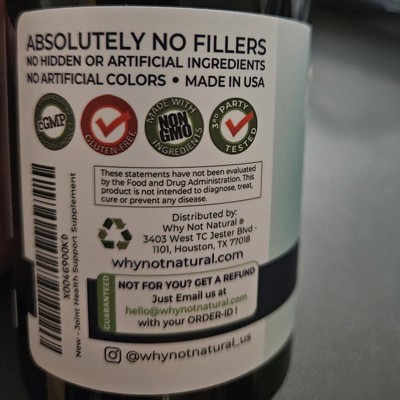 ABSOLUTELY NO FILLERS
NO HIDDEN OR ARTIFICIAL INGREDIENTS
NO ARTIFICIAL COLORS • MADE IN USA
cGMP
GLUTEN-FREE
MADE WITH
NON
GMO
INGREDIENTS
3RD PARTY
TESTED
These statements have not been evaluated
by the Food and Drug Administration. This
product is not intended to diagnose, treat,
cure or prevent any disease.
Distributed by:
Why Not Natural ®
3403 West TC Jester Blvd -
1101, Houston, TX 77018
whynotnatural.com
X0046900KD
New - Joint Health Support Supplement
GUARANTEED
NOT FOR YOU? GET A REFUND
Just Email us at
hello@whynotnatural.com
with your ORDER-ID !
@whynotnatural_us